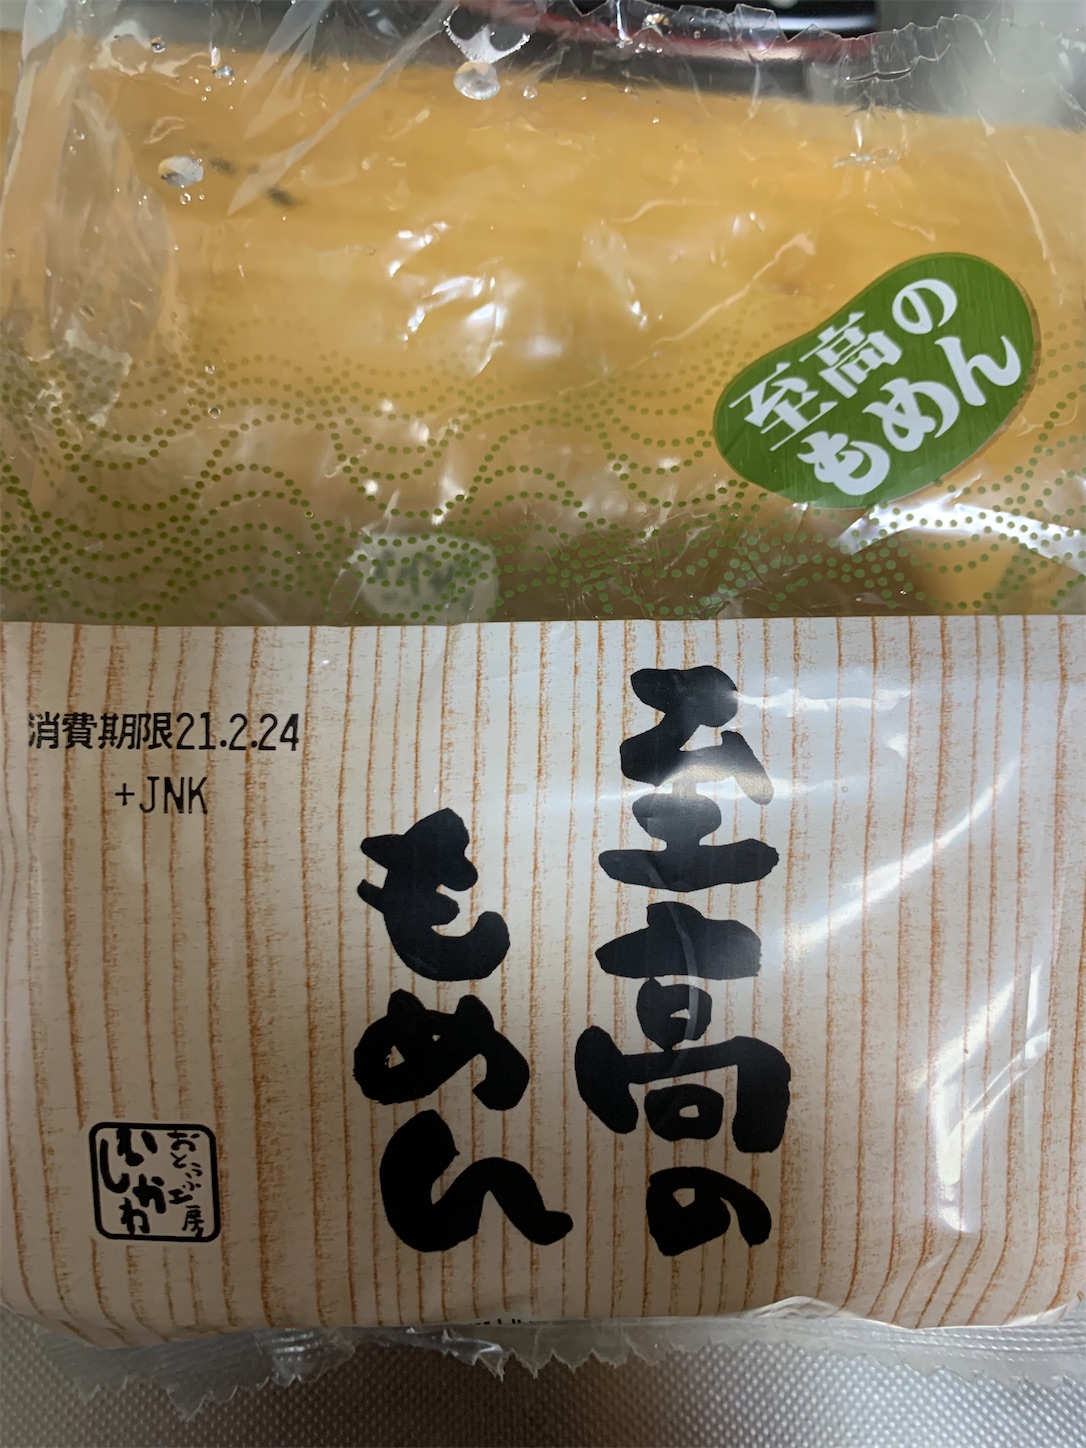 至高の
もめん
消費期限21.2.24
+JNK
至高の
もめん
おとうふ工房
いしかわ